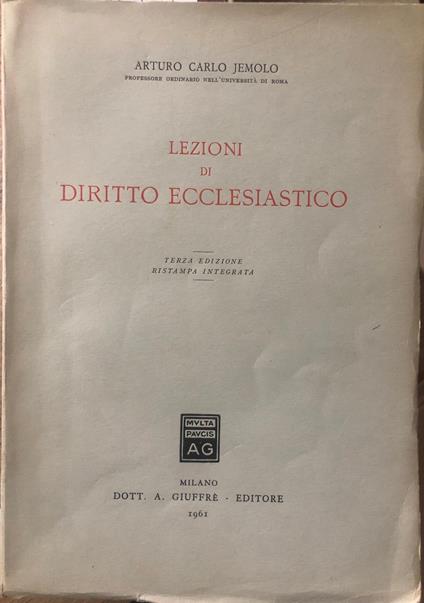 ARTURO CARLO JEMOLO
PROFESSORE ORDINARIO NELL'UNIVERSITÀ DI ROMA
LEZIONI
DI
DIRITTO ECCLESIASTICO
TERZA EDIZIONE
RISTAMPA INTEGRATA
MVLTA
PAVCIS
AG
MILANO
DOTT. A. GIUFFRÈ - EDITORE
1961